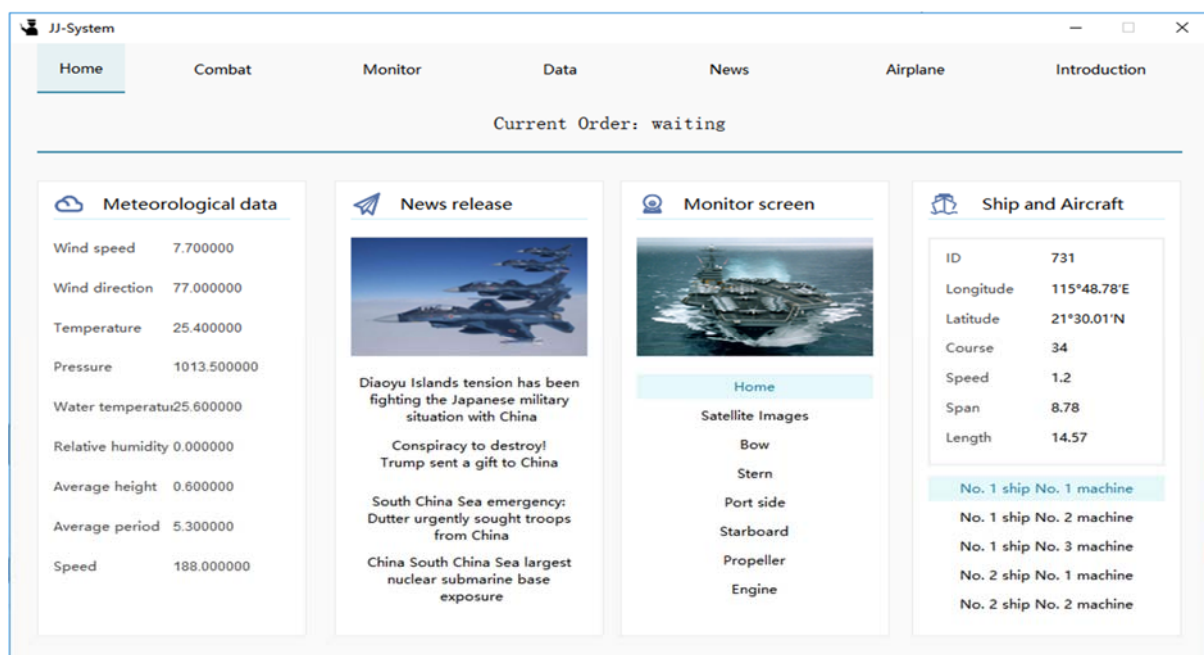 JJ-System
Home Combat Monitor Data News Airplane Introduction
Current Order: waiting
Meteorological data
Wind speed 7.700000
Wind direction 77.000000
Temperature 25.400000
Pressure 1013.500000
Water temperatu 25.600000
Relative humidity 0.000000
Average height 0.600000
Average period 5.300000
Speed 188.000000
News release
Diaoyu Islands tension has been
fighting the Japanese military
situation with China
Conspiracy to destroy!
Trump sent a gift to China
South China Sea emergency:
Dutter urgently sought troops
from China
China South China Sea largest
nuclear submarine base
exposure
Monitor screen
Home
Satellite Images
Bow
Stern
Port side
Starboard
Propeller
Engine
Ship and Aircraft
ID 731
Longitude 115°48.78'E
Latitude 21°30.01'N
Course 34
Speed 1.2
Span 8.78
Length 14.57
No. 1 ship No. 1 machine
No. 1 ship No. 2 machine
No. 1 ship No. 3 machine
No. 2 ship No. 1 machine
No. 2 ship No. 2 machine